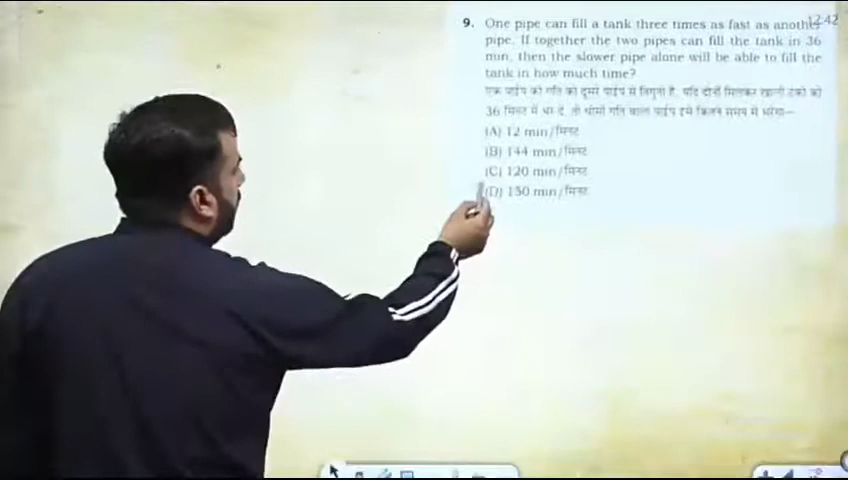 12:42
9. One pipe can fill a tank three times as fast as another
pipe. If together the two pipes can fill the tank in 36
min, then the slower pipe alone will be able to fill the
tank in how much time?
एक पाईप की गति की दूसरे पाईप से तिगुनी है, यदि दोनों मिलकर खाली टंकी को
36 मिनट में भर दे, तो धीमी गति वाला पाईप इसे कितने समय में भरेगा—
(A) 12 min/मिनट
(B) 144 min/मिनट
(C) 120 min/मिनट
(D) 150 min/मिनट